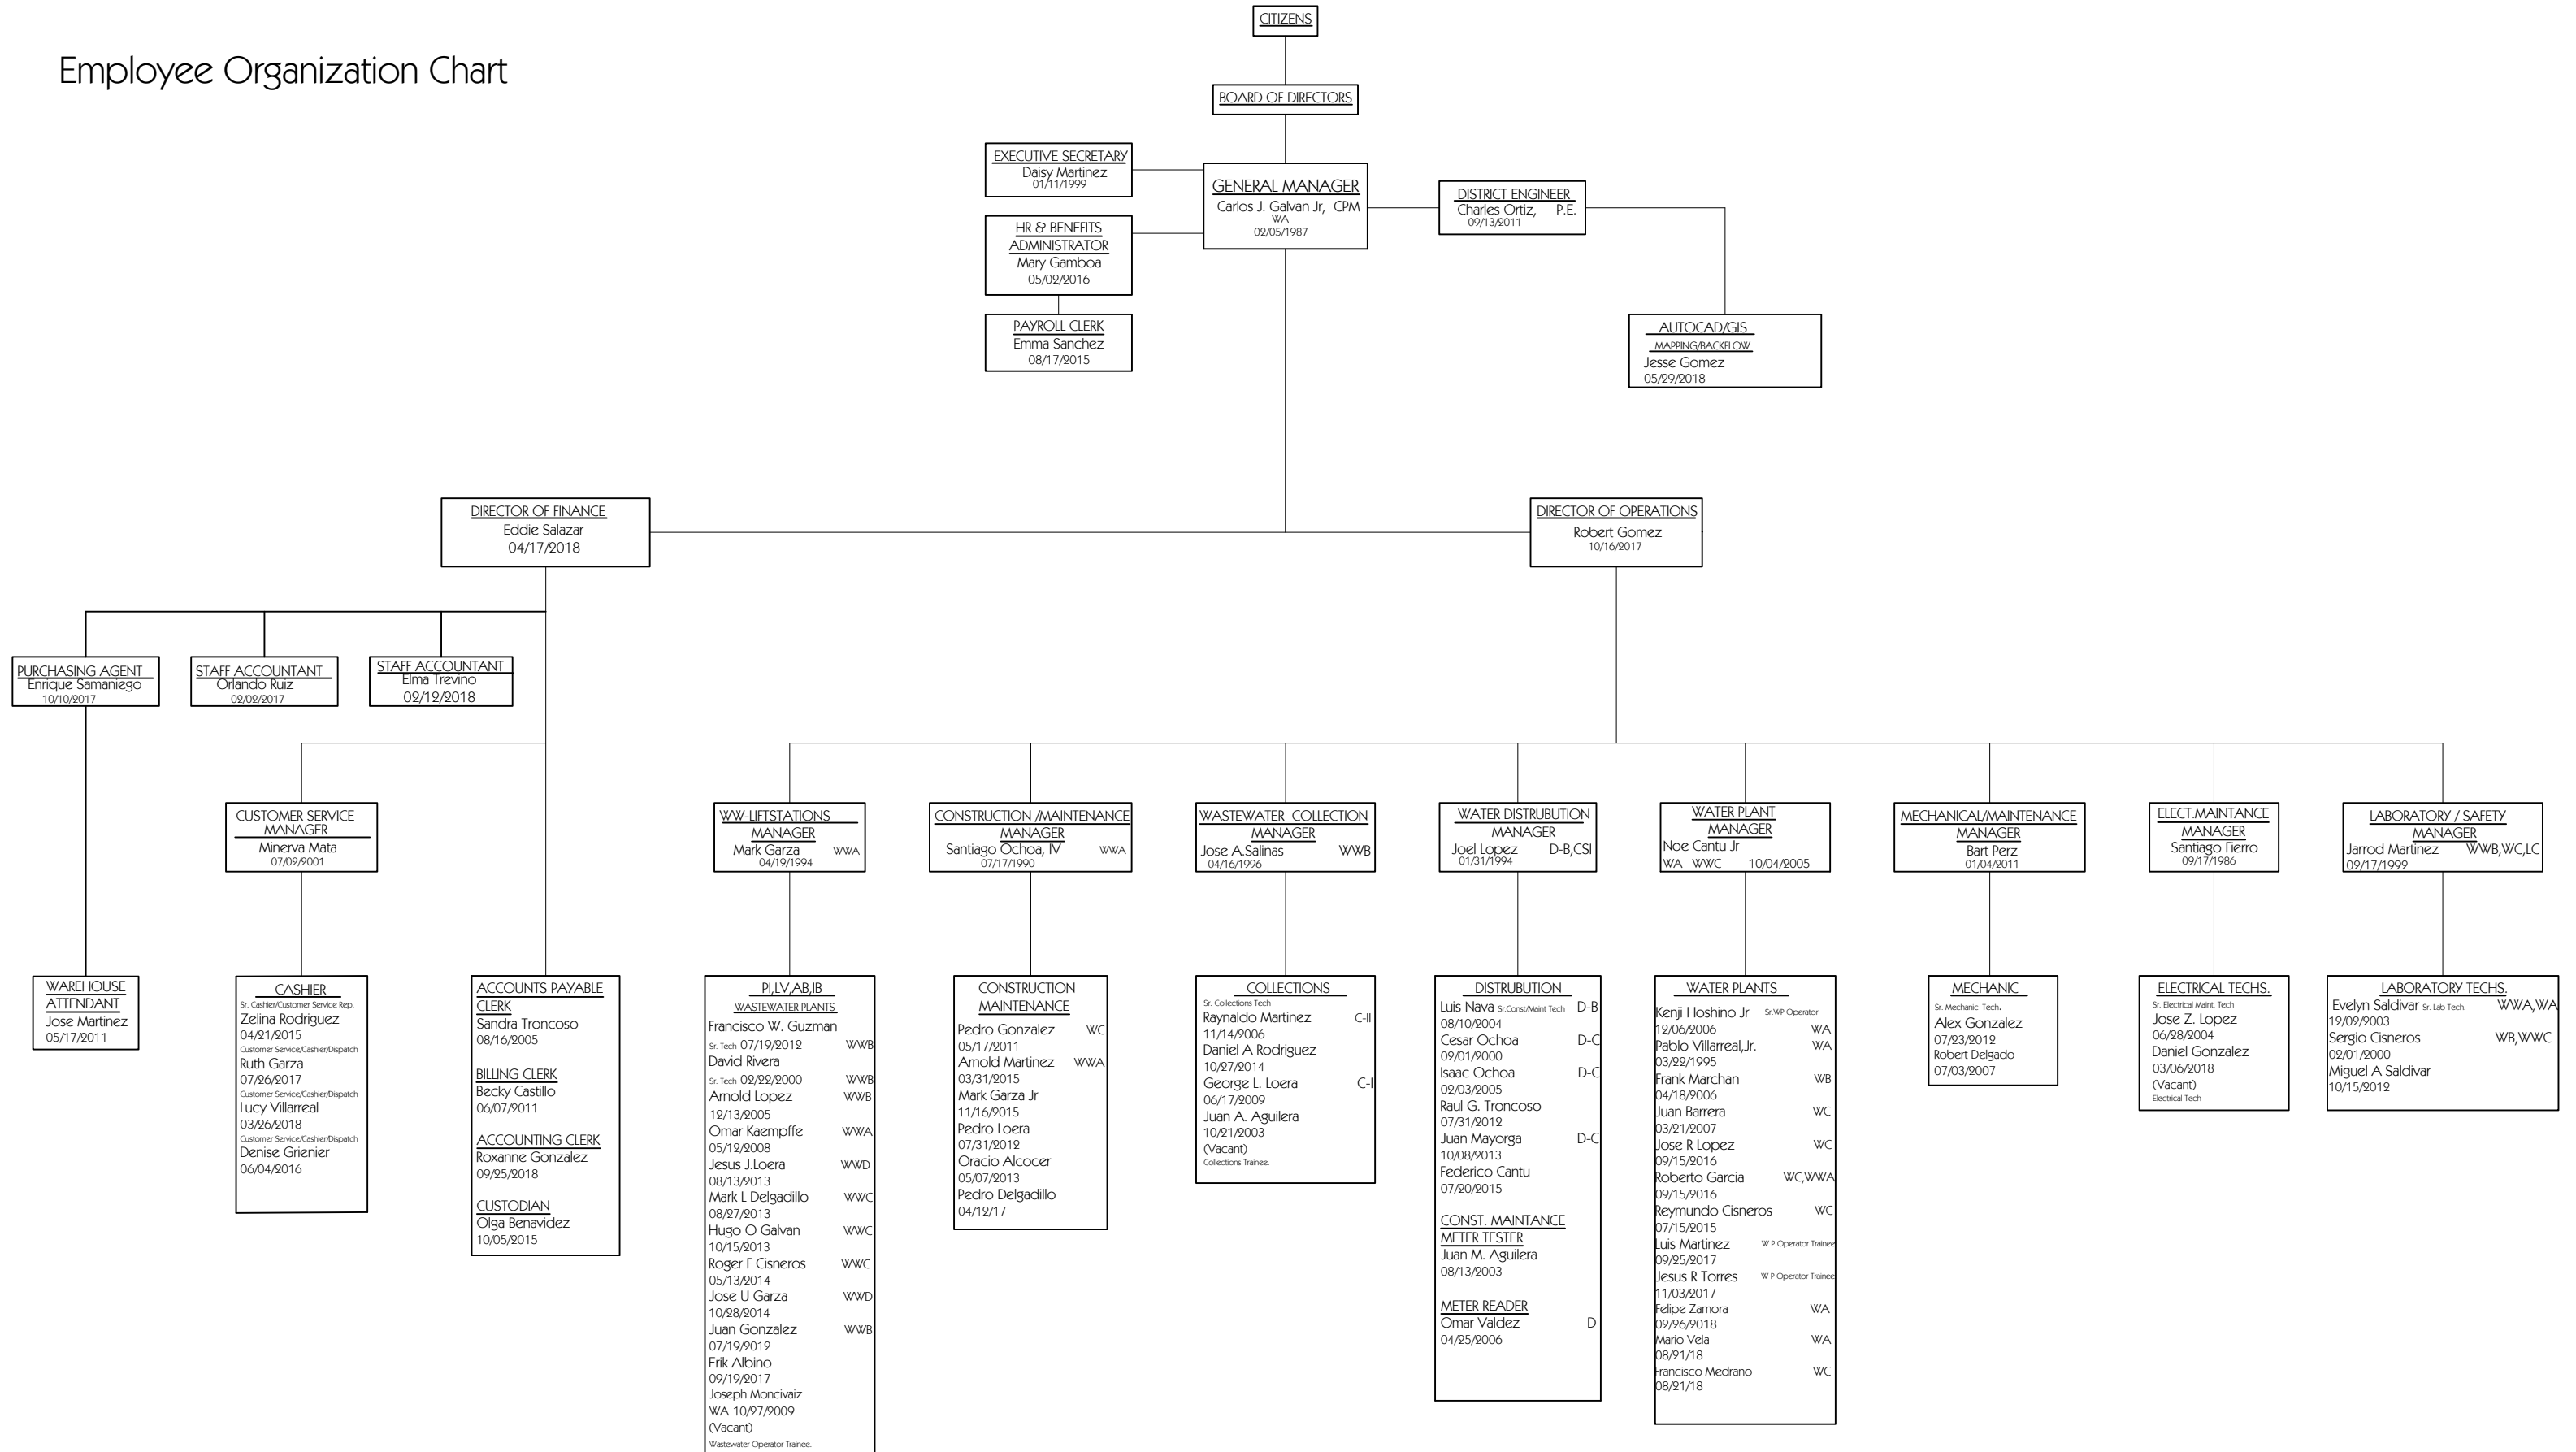 Employee Organization Chart
CITIZENS
BOARD OF DIRECTORS
EXECUTIVE SECRETARY
Daisy Martinez
01/11/1999
GENERAL MANAGER
Carlos J. Galvan Jr, CPM
WA
02/05/1987
DISTRICT ENGINEER
Charles Ortiz, P.E.
09/13/2011
HR & BENEFITS
ADMINISTRATOR
Mary Gamboa
05/02/2016
PAYROLL CLERK
Emma Sanchez
08/17/2015
AUTOCAD/GIS
MAPPING/BACKFLOW
Jesse Gomez
05/29/2018
DIRECTOR OF FINANCE
Eddie Salazar
04/17/2018
DIRECTOR OF OPERATIONS
Robert Gomez
10/16/2017
PURCHASING AGENT
Enrique Samaniego
10/10/2017
STAFF ACCOUNTANT
Orlando Ruiz
02/02/2017
STAFF ACCOUNTANT
Elma Trevino
02/12/2018
CUSTOMER SERVICE
MANAGER
Minerva Mata
07/02/2001
WW-LIFTSTATIONS
MANAGER
Mark Garza WWA
04/19/1994
CONSTRUCTION /MAINTENANCE
MANAGER
Santiago Ochoa, IV WWA
07/17/1990
WASTEWATER COLLECTION
MANAGER
Jose A.Salinas WWB
04/16/1996
WATER DISTRUBUTION
MANAGER
Joel Lopez D-B,CSI
01/31/1994
WATER PLANT
MANAGER
Noe Cantu Jr
WA WWC 10/04/2005
MECHANICAL/MAINTENANCE
MANAGER
Bart Perz
01/04/2011
ELECT.MAINTANCE
MANAGER
Santiago Fierro
09/17/1986
LABORATORY / SAFETY
MANAGER
Jarrod Martinez WWB,WC,LC
02/17/1992
WAREHOUSE
ATTENDANT
Jose Martinez
05/17/2011
CASHIER
Sr. Cashier/Customer Service Rep.
Zelina Rodriguez
04/21/2015
Customer Service/Cashier/Dispatch
Ruth Garza
07/26/2017
Customer Service/Cashier/Dispatch
Lucy Villarreal
03/26/2018
Customer Service/Cashier/Dispatch
Denise Grienier
06/04/2016
ACCOUNTS PAYABLE
CLERK
Sandra Troncoso
08/16/2005
BILLING CLERK
Becky Castillo
06/07/2011
ACCOUNTING CLERK
Roxanne Gonzalez
09/25/2018
CUSTODIAN
Olga Benavidez
10/05/2015
PI,LV,AB,IB
WASTEWATER PLANTS
Francisco W. Guzman
Sr. Tech 07/19/2012 WWB
David Rivera
Sr. Tech 02/22/2000 WWB
Arnold Lopez WWB
12/13/2005
Omar Kaempffe WWA
05/12/2008
Jesus J.Loera WWD
08/13/2013
Mark L Delgadillo WWC
08/27/2013
Hugo O Galvan WWC
10/15/2013
Roger F Cisneros WWC
05/13/2014
Jose U Garza WWD
10/28/2014
Juan Gonzalez WWB
07/19/2012
Erik Albino
09/19/2017
Joseph Moncivaiz
WA 10/27/2009
(Vacant)
Wastewater Operator Trainee.
CONSTRUCTION
MAINTENANCE
Pedro Gonzalez WC
05/17/2011
Arnold Martinez WWA
03/31/2015
Mark Garza Jr
11/16/2015
Pedro Loera
07/31/2012
Oracio Alcocer
05/07/2013
Pedro Delgadillo
04/12/17
COLLECTIONS
Sr. Collections Tech
Raynaldo Martinez C-II
11/14/2006
Daniel A Rodriguez
10/27/2014
George L. Loera C-I
06/17/2009
Juan A. Aguilera
10/21/2003
(Vacant)
Collections Trainee.
DISTRUBUTION
Luis Nava Sr.Const/Maint Tech D-B
08/10/2004
Cesar Ochoa D-C
02/01/2000
Isaac Ochoa D-C
02/03/2005
Raul G. Troncoso
07/31/2012
Juan Mayorga D-C
10/08/2013
Federico Cantu
07/20/2015
CONST. MAINTANCE
METER TESTER
Juan M. Aguilera
08/13/2003
METER READER
Omar Valdez D
04/25/2006
WATER PLANTS
Kenji Hoshino Jr Sr.WP Operator
12/06/2006 WA
Pablo Villarreal,Jr. WA
03/22/1995
Frank Marchan WB
04/18/2006
Juan Barrera WC
03/21/2007
Jose R Lopez WC
09/15/2016
Roberto Garcia WC,WWA
09/15/2016
Reymundo Cisneros WC
07/15/2015
Luis Martinez W P Operator Trainee
09/25/2017
Jesus R Torres W P Operator Trainee
11/03/2017
Felipe Zamora WA
02/26/2018
Mario Vela WA
08/21/18
Francisco Medrano WC
08/21/18
MECHANIC
Sr. Mechanic Tech.
Alex Gonzalez
07/23/2012
Robert Delgado
07/03/2007
ELECTRICAL TECHS.
Sr. Electrical Maint. Tech
Jose Z. Lopez
06/28/2004
Daniel Gonzalez
03/06/2018
(Vacant)
Electrical Tech
LABORATORY TECHS.
Evelyn Saldivar Sr. Lab Tech. WWA,WA
12/02/2003
Sergio Cisneros WB,WWC
02/01/2000
Miguel A Saldivar
10/15/2012